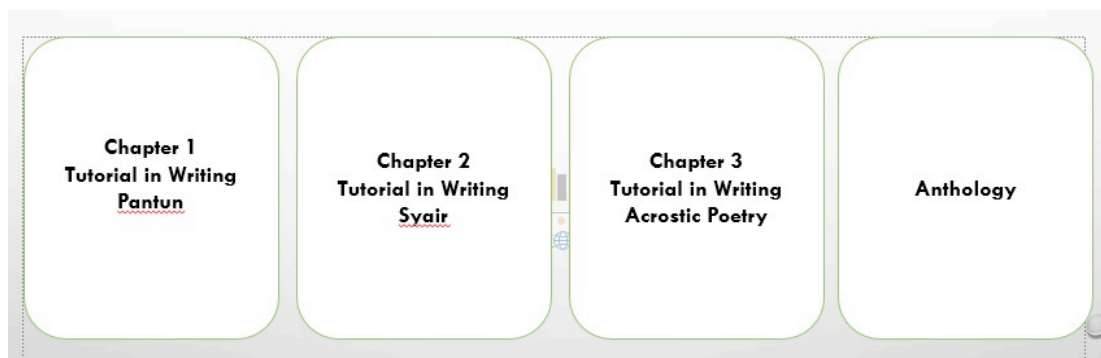 Chapter 1
Tutorial in Writing
Pantun
Chapter 2
Tutorial in Writing
Syair
Chapter 3
Tutorial in Writing
Acrostic Poetry
Anthology